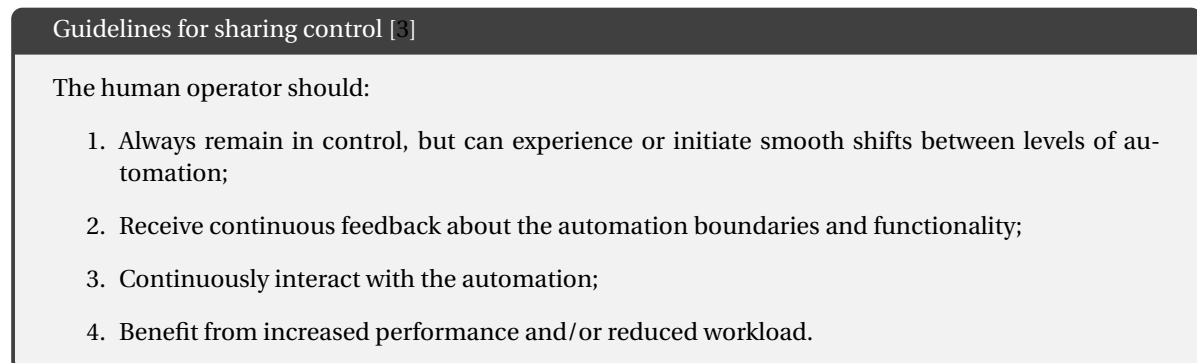 Guidelines for sharing control [3]
The human operator should:
1. Always remain in control, but can experience or initiate smooth shifts between levels of au-
tomation;
2. Receive continuous feedback about the automation boundaries and functionality;
3. Continuously interact with the automation;
4. Benefit from increased performance and/or reduced workload.